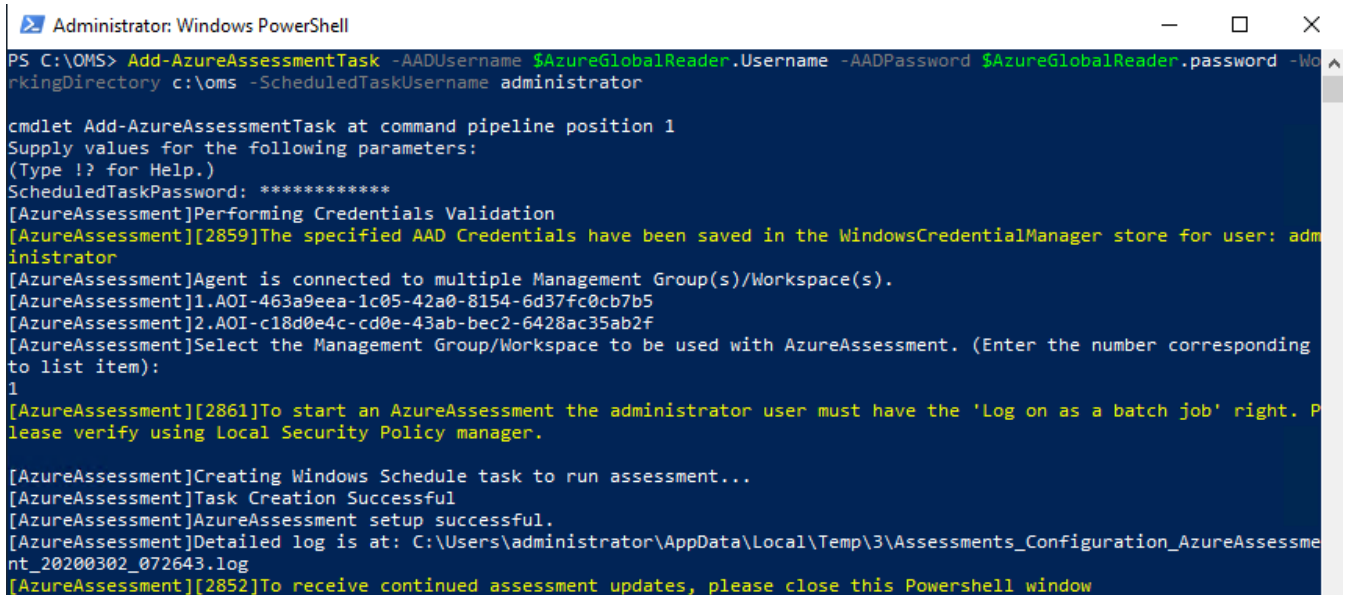 Administrator: Windows PowerShell
PS C:\OMS> Add-AzureAssessmentTask -AADUsername $AzureGlobalReader.Username -AADPassword $AzureGlobalReader.password -Wo
rkingDirectory c:\oms -ScheduledTaskUsername administrator
cmdlet Add-AzureAssessmentTask at command pipeline position 1
Supply values for the following parameters:
(Type !? for Help.)
ScheduledTaskPassword: ************
[AzureAssessment]Performing Credentials Validation
[AzureAssessment][2859]The specified AAD Credentials have been saved in the WindowsCredentialManager store for user: adm
inistrator
[AzureAssessment]Agent is connected to multiple Management Group(s)/Workspace(s).
[AzureAssessment]1.AOI-463a9eea-1c05-42a0-8154-6d37fc0cb7b5
[AzureAssessment]2.AOI-c18d0e4c-cd0e-43ab-bec2-6428ac35ab2f
[AzureAssessment]Select the Management Group/Workspace to be used with AzureAssessment. (Enter the number corresponding
to list item):
1
[AzureAssessment][2861]To start an AzureAssessment the administrator user must have the 'Log on as a batch job' right. P
lease verify using Local Security Policy manager.
[AzureAssessment]Creating Windows Schedule task to run assessment...
[AzureAssessment]Task Creation Successful
[AzureAssessment]AzureAssessment setup successful.
[AzureAssessment]Detailed log is at: C:\Users\administrator\AppData\Local\Temp\3\Assessments_Configuration_AzureAssessme
nt_20200302_072643.log
[AzureAssessment][2852]To receive continued assessment updates, please close this Powershell window